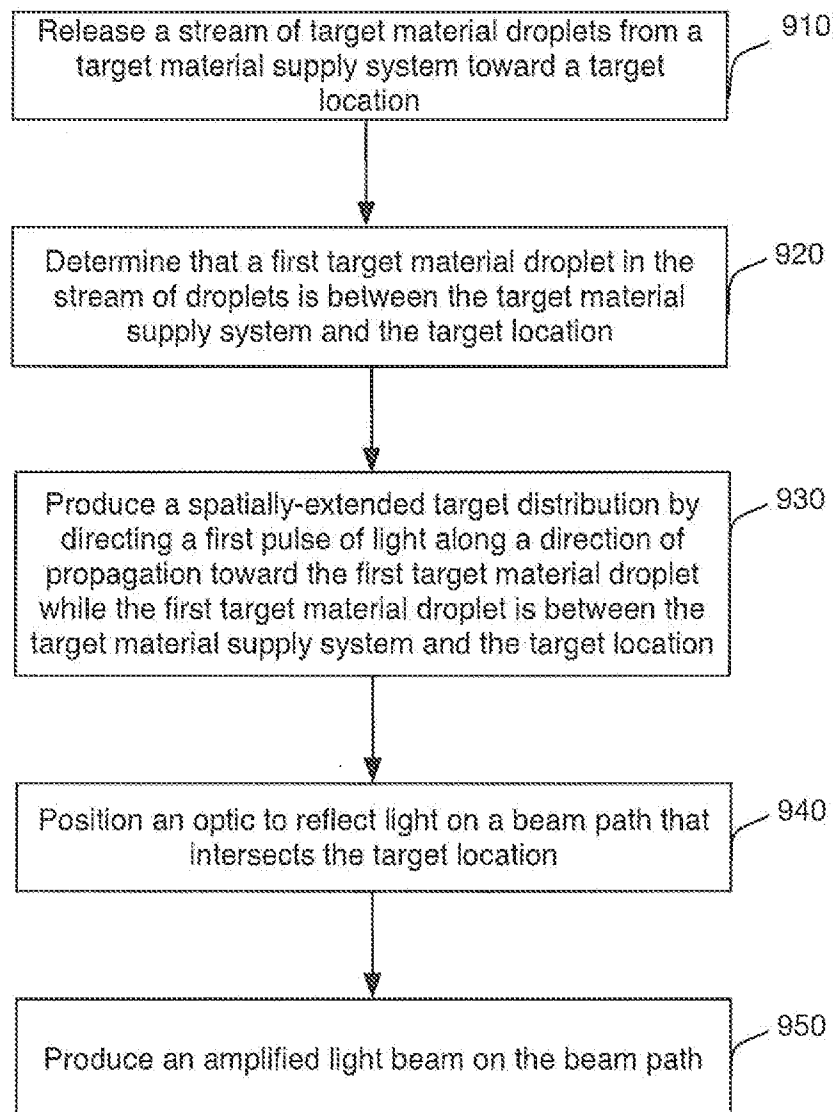 Release a stream of target material droplets from a
target material supply system toward a target
location
910
Determine that a first target material droplet in the
stream of droplets is between the target material
supply system and the target location
920
Produce a spatially-extended target distribution by
directing a first pulse of light along a direction of
propagation toward the first target material droplet
while the first target material droplet is between the
target material supply system and the target location
930
Position an optic to reflect light on a beam path that
intersects the target location
940
Produce an amplified light beam on the beam path
950